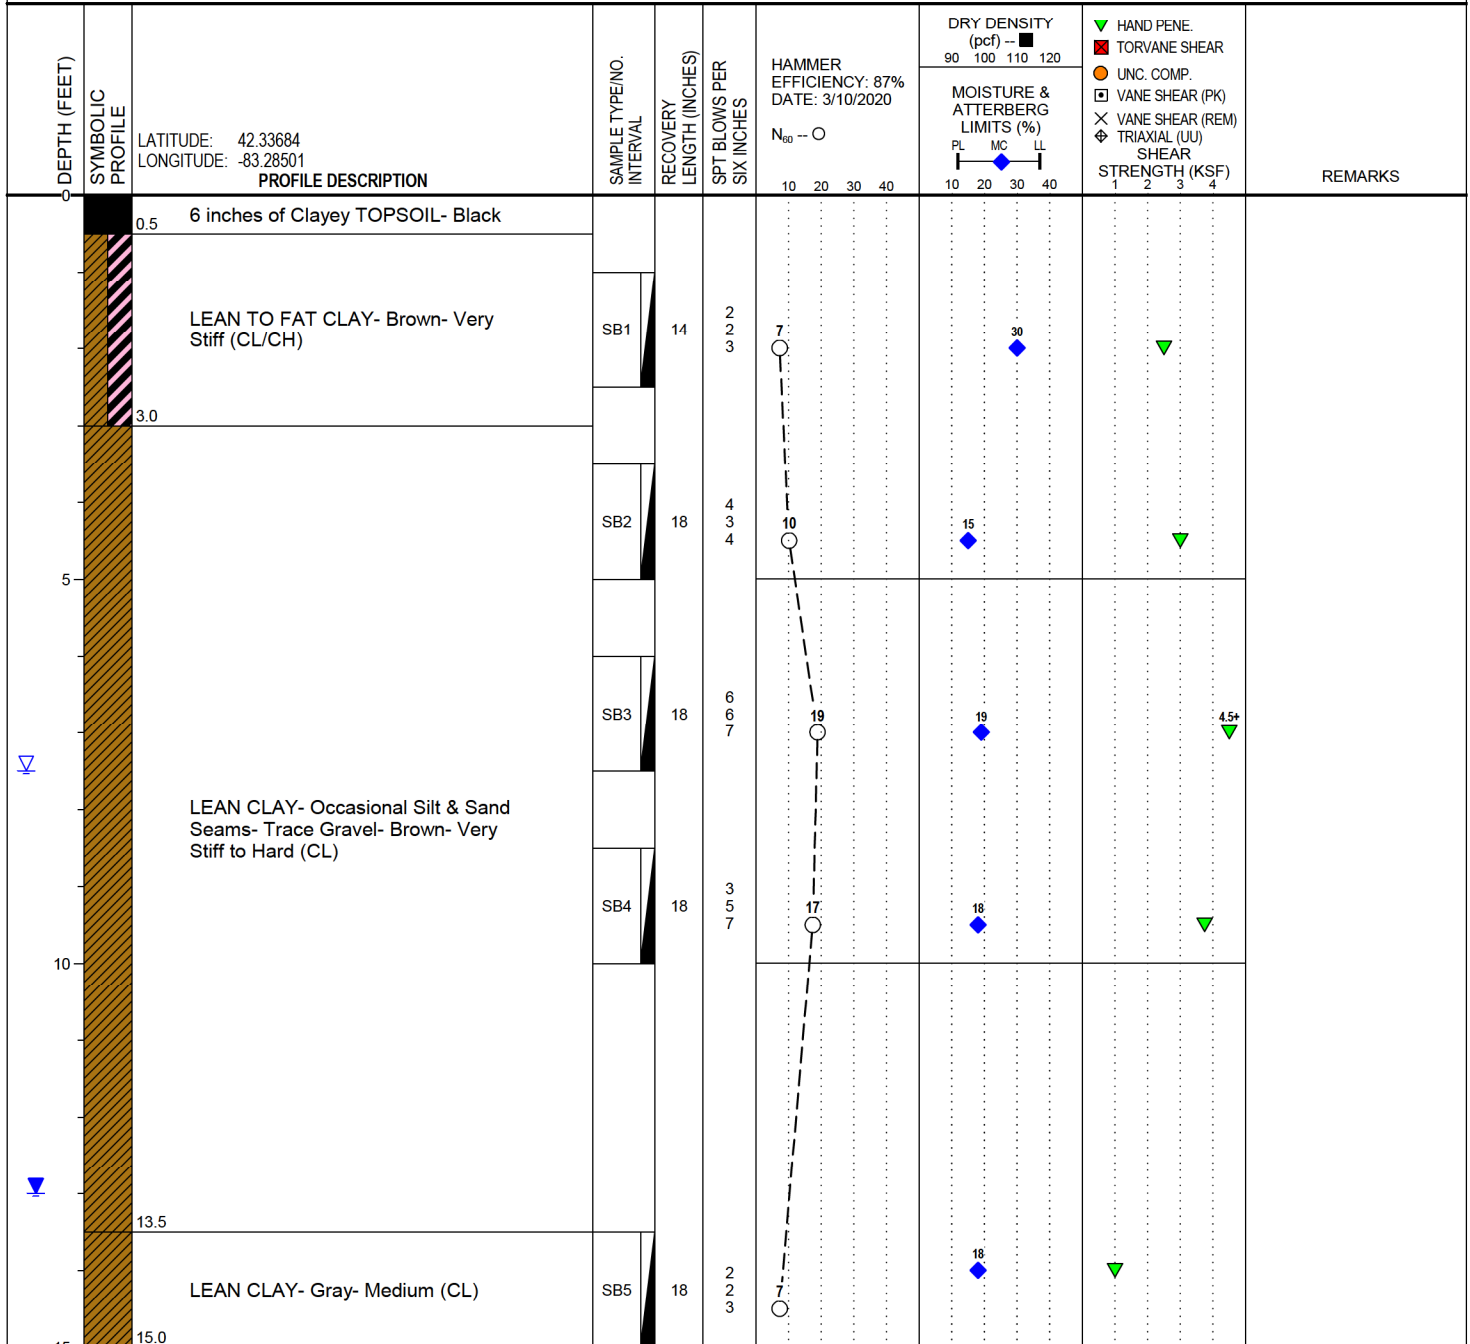 DEPTH (FEET)
SYMBOLIC
PROFILE
LATITUDE: 42.33684
LONGITUDE: -83.28501
PROFILE DESCRIPTION
SAMPLE TYPE/NO.
INTERVAL
RECOVERY
LENGTH (INCHES)
SPT BLOWS PER
SIX INCHES
HAMMER
EFFICIENCY: 87%
DATE: 3/10/2020
N60 --
10 20 30 40
DRY DENSITY
(pcf) --
90 100 110 120
MOISTURE &
ATTERBERG
LIMITS (%)
PL MC LL
10 20 30 40
HAND PENE.
TORVANE SHEAR
UNC. COMP.
VANE SHEAR (PK)
VANE SHEAR (REM)
TRIAXIAL (UU)
SHEAR
STRENGTH (KSF)
1 2 3 4
REMARKS
0
6 inches of Clayey TOPSOIL- Black
0.5
LEAN TO FAT CLAY- Brown- Very
Stiff (CL/CH)
SB1 14
2
2
3
7 30
3.0
SB2 18
4
3
4
10 15
5
SB3 18
6
6
7
19 19 4.5+
LEAN CLAY- Occasional Silt & Sand
Seams- Trace Gravel- Brown- Very
Stiff to Hard (CL)
SB4 18
3
5
7
17 18
10
13.5
LEAN CLAY- Gray- Medium (CL)
SB5 18
2
2
3
7 18
15.0